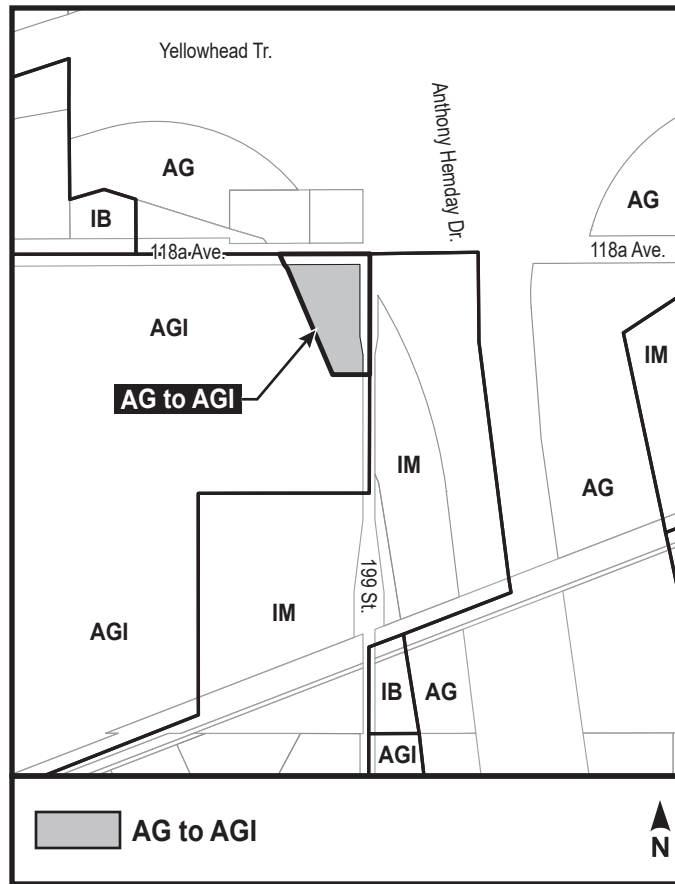 Yellowhead Tr.
Anthony Henday Dr.
AG
AG
IB
118a Ave.
118a Ave.
AGI
IM
AG to AGI
IM
AG
199 St.
IM
AGI
IB
AG
AGI
AG to AGI
N